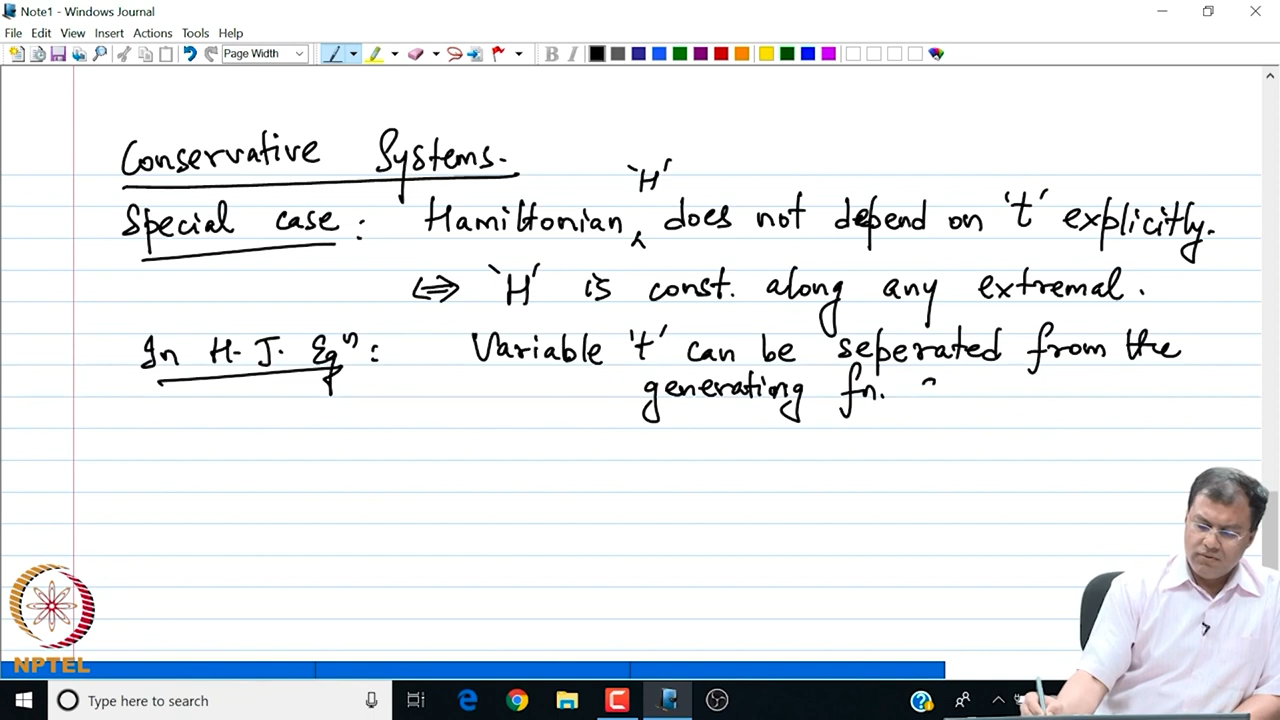 Note1 - Windows Journal
File Edit View Insert Actions Tools Help
Page Width
Conservative Systems.
'H'
Special case : Hamiltonian ‸ does not depend on 't' explicitly.
⇔ 'H' is const. along any extremal.
In H-J. Eqⁿ : Variable 't' can be seperated from the
generating fn.
NPTEL
Type here to search